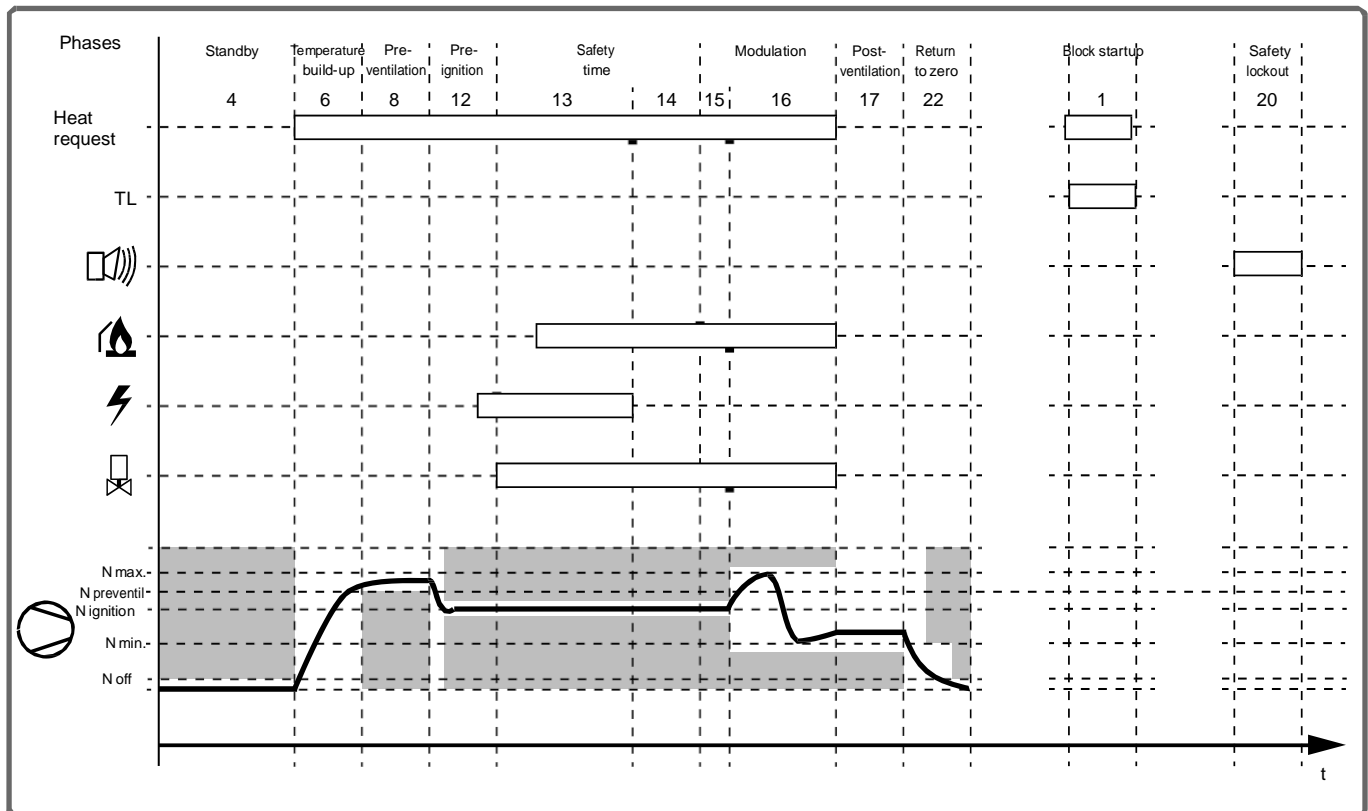 Phases
Standby
Temperature
build-up
Pre-
ventilation
Pre-
ignition
Safety
time
Modulation
Post-
ventilation
Return
to zero
Block startup
Safety
lockout
4 6 8 12 13 14 15 16 17 22 1 20
Heat
request
TL
N max.
N preventil
N ignition
N min.
N off
t